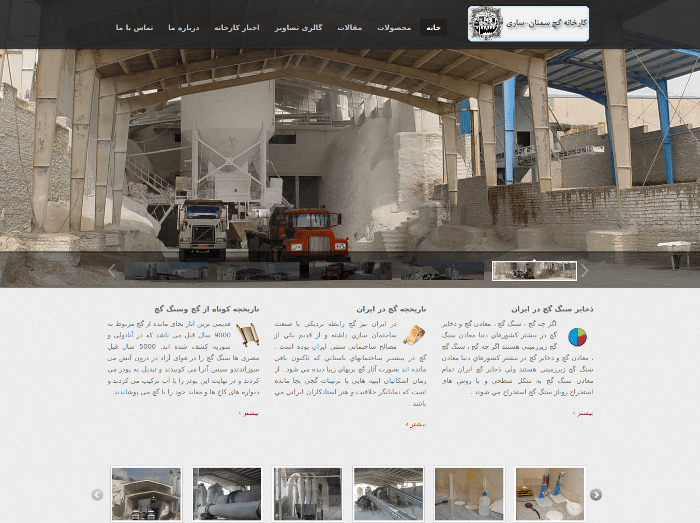 کارخانه گچ سمنان-ساری
خانه
محصولات
مقالات
گالری تصاویر
اخبار کارخانه
درباره ما
تماس با ما
ذخایر سنگ گچ در ایران
اگر چه گچ ، سنگ گچ ، معادن گچ و ذخایر
گچ در بیشتر کشورهای دنیا معادن سنگ
گچ زیرزمینی هستند اگر چه گچ ، سنگ گچ
، معادن گچ و ذخایر گچ در بیشتر کشورهای دنیا معادن
سنگ گچ زیرزمینی هستند ولی ذخایر گچ ایران تمام
معادن سنگ گچ به شکل سطحی و با روش های
استخراج روباز سنگ گچ استخراج می شوند .
بیشتر ›
تاریخچه گچ در ایران
در ایران نیز گچ رابطه نزدیکی با صنعت
ساختمان سازی داشته و از قدیم یکی از
مصالح ساختمانی سنتی ایران بوده است .
گچ در بیشتر ساختمانهای باستانی که تاکنون باقی
مانده اند بصورت آثار گچ بریهای زیبا دیده می شود . از
زمان اشکانیان ابنیه هایی با تزئینات گچی بجا مانده
است که نمایانگر خلاقیت و هنر استادکاران ایرانی می
باشد .
بیشتر ›
تاریخچه کوتاه از گچ وسنگ گچ
قدیمی ترین آثار بجای مانده از گچ مربوط به
9000 سال قبل می باشد که در آناتولی و
سوریه کشف شده اند. 5000 سال قبل
مصری ها سنگ گچ را در هوای آزاد در درون آتش می
سوزاندندو سپس آنرا می کوبیدند و تبدیل به پودر می
کردند و در نهایت این پودر را با آب ترکیب می کردند و
دیواره های کاخ ها و معابد خود را با گچ می پوشاندند .
بیشتر ›